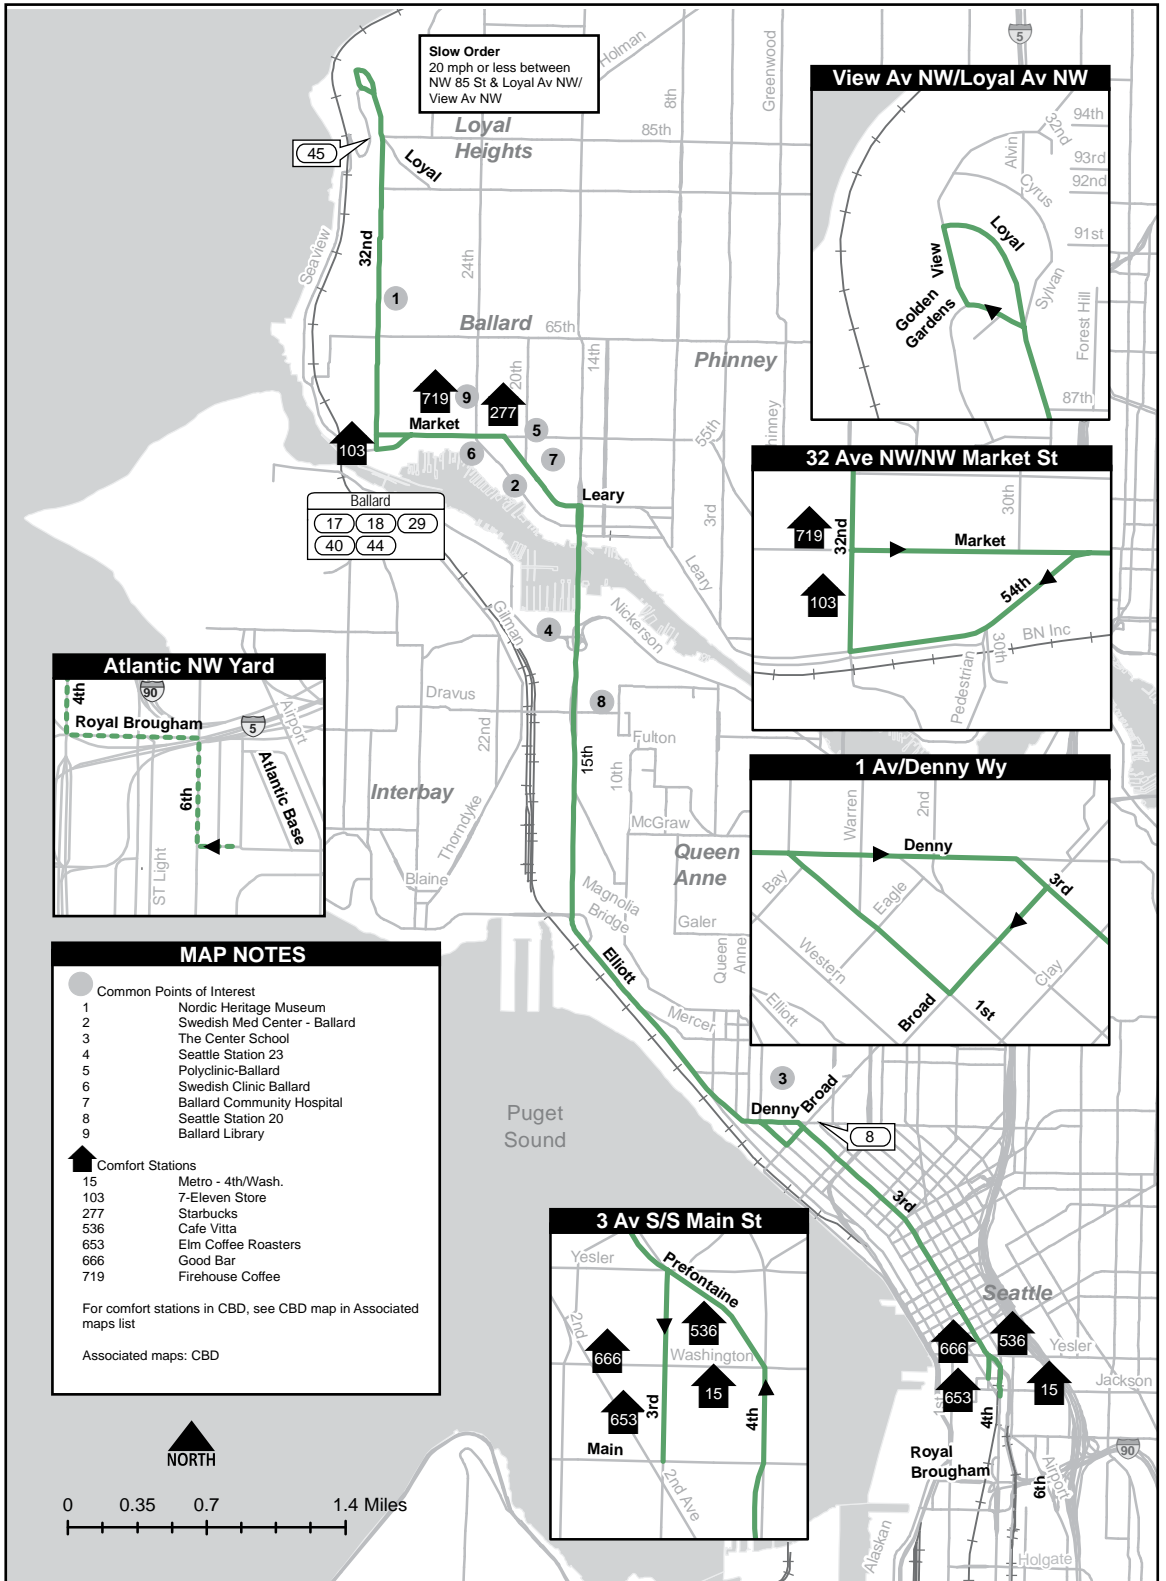 Slow Order
20 mph or less between
NW 85 St & Loyal Av NW/
View Av NW
Holman
8th
Greenwood
5
Loyal
Heights
85th
45
Loyal
32nd
Seaview
24th
1
Ballard
65th
14th
20th
Phinney
719
9
277
Market
5
55th
hinney
103
6
7
2
Leary
3rd
Leary
Ballard
17
18
29
40
44
Gilman
4
Nickerson
Dravus
22nd
8
15th
Fulton
10th
Interbay
Thorndyke
McGraw
Queen
Anne
Blaine
Magnolia
Bridge
Galer
Queen
Anne
Elliott
Mercer
3
Denny
Broad
8
Puget
Sound
3rd
Seattle
666
536
Yesler
653
15
Jackson
1st
4th
Royal
Brougham
6th
Airport
90
Alaskan
Holgate
View Av NW/Loyal Av NW
94th
32nd
Alvin
93rd
92nd
Cyrus
91st
Loyal
View
Sylvan
Golden
Gardens
Forest Hill
87th
32 Ave NW/NW Market St
30th
719
32nd
Market
103
54th
BN Inc
30th
Pedestrian
1 Av/Denny Wy
Warren
2nd
Denny
3rd
Bay
Eagle
Western
Clay
Elliott
Broad
1st
Atlantic NW Yard
4th
90
Royal Brougham
Airport
5
6th
Atlantic Base
ST Light
MAP NOTES
Common Points of Interest
1 Nordic Heritage Museum
2 Swedish Med Center - Ballard
3 The Center School
4 Seattle Station 23
5 Polyclinic-Ballard
6 Swedish Clinic Ballard
7 Ballard Community Hospital
8 Seattle Station 20
9 Ballard Library
Comfort Stations
15 Metro - 4th/Wash.
103 7-Eleven Store
277 Starbucks
536 Cafe Vitta
653 Elm Coffee Roasters
666 Good Bar
719 Firehouse Coffee
For comfort stations in CBD, see CBD map in Associated
maps list
Associated maps: CBD
NORTH
0 0.35 0.7 1.4 Miles
3 Av S/S Main St
Yesler
Prefontaine
2nd
536
666
Washington
15
653
3rd
4th
Main
2nd Ave